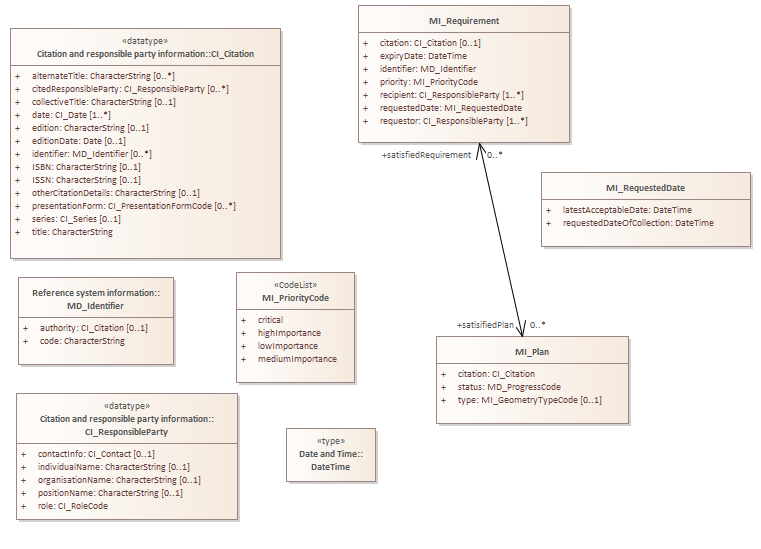 «datatype»
Citation and responsible party information::CI_Citation
+ alternateTitle: CharacterString [0..*]
+ citedResponsibleParty: CI_ResponsibleParty [0..*]
+ collectiveTitle: CharacterString [0..1]
+ date: CI_Date [1..*]
+ edition: CharacterString [0..1]
+ editionDate: Date [0..1]
+ identifier: MD_Identifier [0..*]
+ ISBN: CharacterString [0..1]
+ ISSN: CharacterString [0..1]
+ otherCitationDetails: CharacterString [0..1]
+ presentationForm: CI_PresentationFormCode [0..*]
+ series: CI_Series [0..1]
+ title: CharacterString
MI_Requirement
+ citation: CI_Citation [0..1]
+ expiryDate: DateTime
+ identifier: MD_Identifier
+ priority: MI_PriorityCode
+ recipient: CI_ResponsibleParty [1..*]
+ requestedDate: MI_RequestedDate
+ requestor: CI_ResponsibleParty [1..*]
+satisfiedRequirement 0..*
MI_RequestedDate
+ latestAcceptableDate: DateTime
+ requestedDateOfCollection: DateTime
Reference system information::
MD_Identifier
+ authority: CI_Citation [0..1]
+ code: CharacterString
«CodeList»
MI_PriorityCode
+ critical
+ highImportance
+ lowImportance
+ mediumImportance
+satisfiedPlan 0..*
MI_Plan
+ citation: CI_Citation
+ status: MD_ProgressCode
+ type: MI_GeometryTypeCode [0..1]
«datatype»
Citation and responsible party information::
CI_ResponsibleParty
+ contactInfo: CI_Contact [0..1]
+ individualName: CharacterString [0..1]
+ organisationName: CharacterString [0..1]
+ positionName: CharacterString [0..1]
+ role: CI_RoleCode
«type»
Date and Time::
DateTime